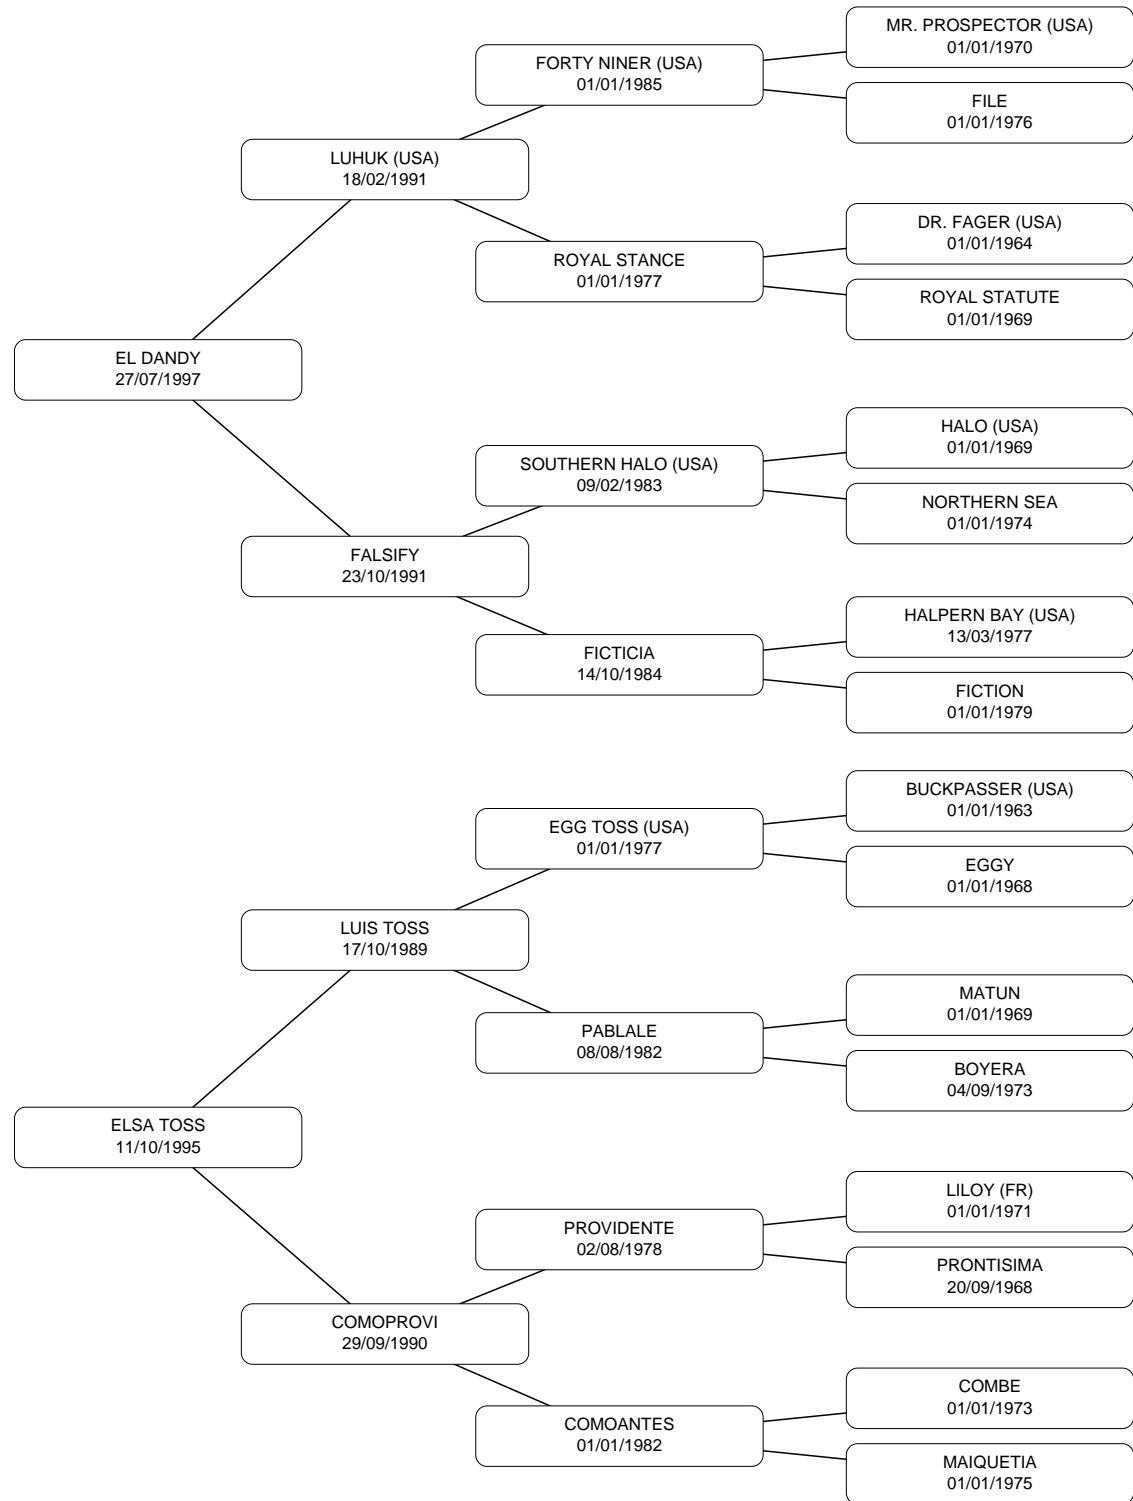 MR. PROSPECTOR (USA)
01/01/1970
FORTY NINER (USA)
01/01/1985
FILE
01/01/1976
LUHUK (USA)
18/02/1991
DR. FAGER (USA)
01/01/1964
ROYAL STANCE
01/01/1977
ROYAL STATUTE
01/01/1969
EL DANDY
27/07/1997
HALO (USA)
01/01/1969
SOUTHERN HALO (USA)
09/02/1983
NORTHERN SEA
01/01/1974
FALSIFY
23/10/1991
HALPERN BAY (USA)
13/03/1977
FICTICIA
14/10/1984
FICTION
01/01/1979
BUCKPASSER (USA)
01/01/1963
EGG TOSS (USA)
01/01/1977
EGGY
01/01/1968
LUIS TOSS
17/10/1989
MATUN
01/01/1969
PABLALE
08/08/1982
BOYERA
04/09/1973
ELSA TOSS
11/10/1995
LILOY (FR)
01/01/1971
PROVIDENTE
02/08/1978
PRONTISIMA
20/09/1968
COMOPROVI
29/09/1990
COMBE
01/01/1973
COMOANTES
01/01/1982
MAIQUETIA
01/01/1975